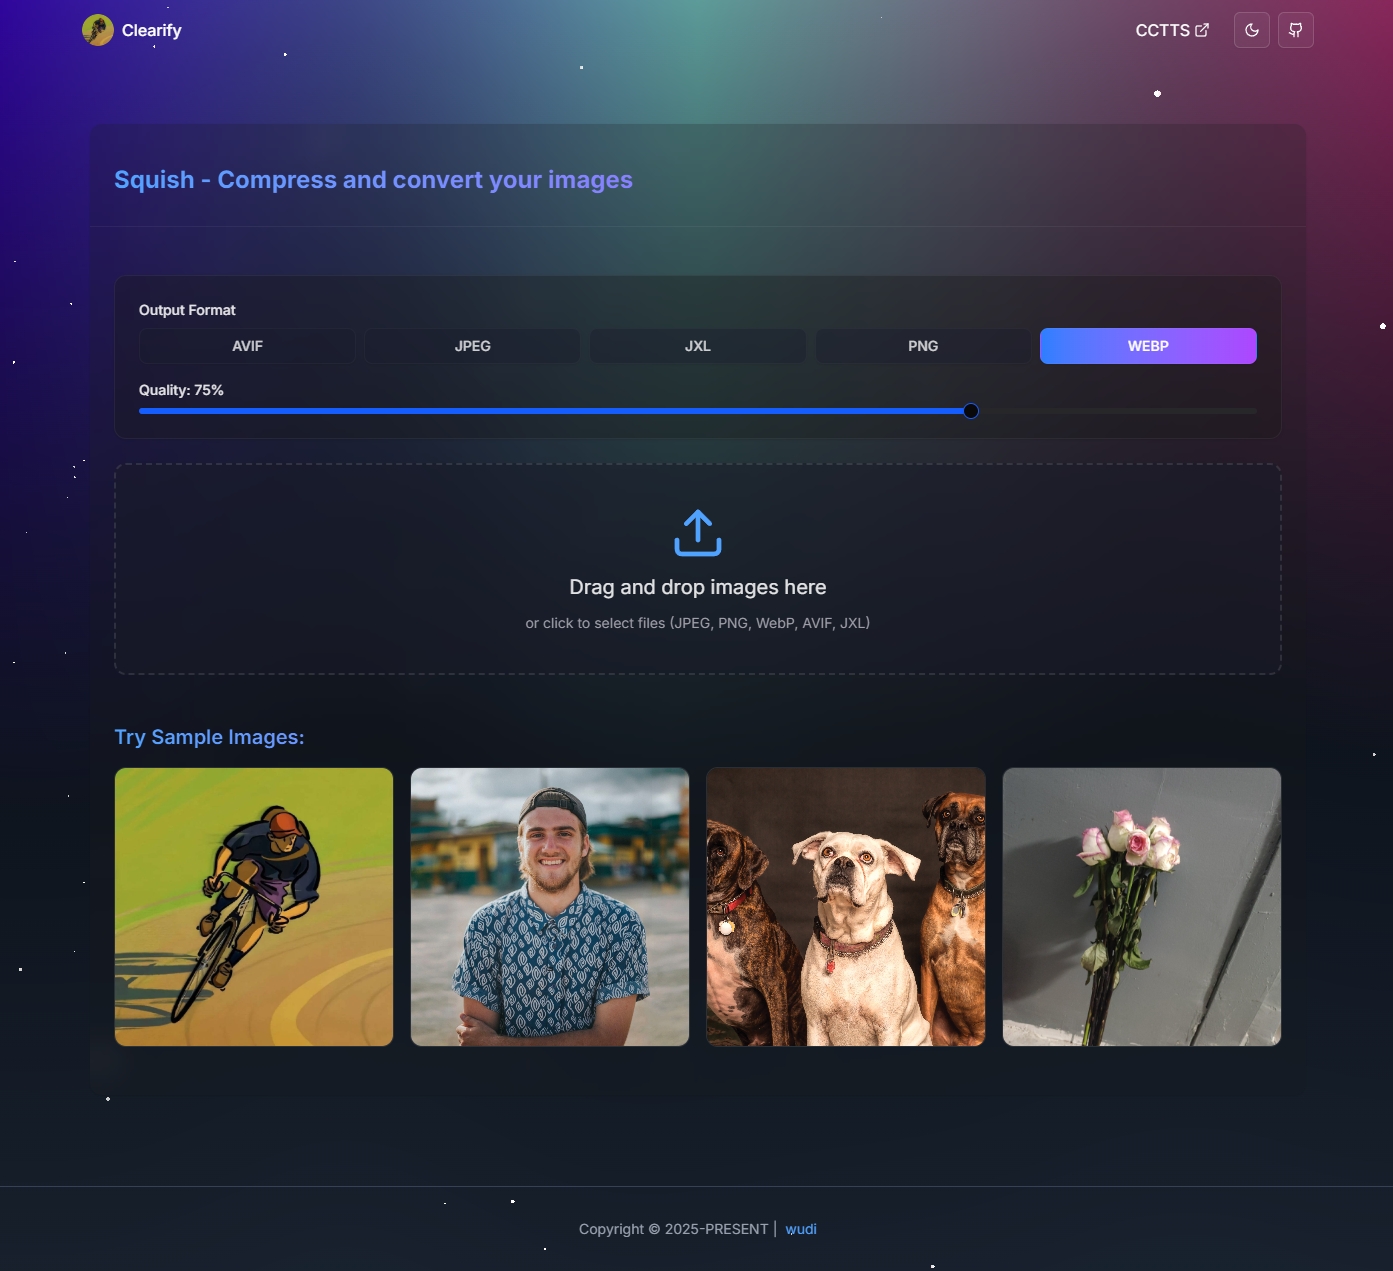 Clearify
CCTTS
Squish - Compress and convert your images
Output Format
AVIF
JPEG
JXL
PNG
WEBP
Quality: 75%
Drag and drop images here
or click to select files (JPEG, PNG, WebP, AVIF, JXL)
Try Sample Images:
Copyright © 2025-PRESENT | wudi